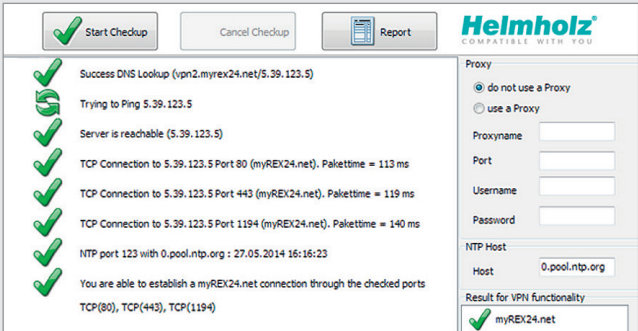 Start Checkup
Cancel Checkup
Report
Helmholz®
COMPATIBLE WITH YOU
Success DNS Lookup (vpn2.myrex24.net/5.39.123.5)
Trying to Ping 5.39.123.5
Server is reachable (5.39.123.5)
TCP Connection to 5.39.123.5 Port 80 (myREX24.net). Pakettime = 113 ms
TCP Connection to 5.39.123.5 Port 443 (myREX24.net). Pakettime = 119 ms
TCP Connection to 5.39.123.5 Port 1194 (myREX24.net). Pakettime = 140 ms
NTP port 123 with 0.pool.ntp.org : 27.05.2014 16:16:23
You are able to establish a myREX24.net connection through the checked ports
TCP(80), TCP(443), TCP(1194)
Proxy
do not use a Proxy
use a Proxy
Proxyname
Port
Username
Password
NTP Host
Host 0.pool.ntp.org
Result for VPN functionality
myREX24.net